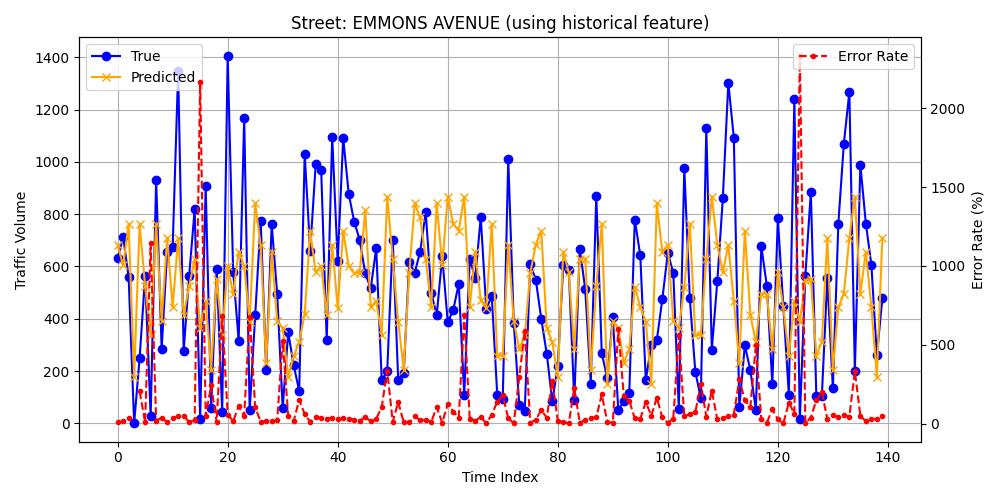 Street: EMMONS AVENUE (using historical feature)
True
Predicted
Error Rate
1400
1200
1000
800
600
400
200
0
2000
1500
1000
500
0
Traffic Volume
Error Rate (%)
0 20 40 60 80 100 120 140
Time Index